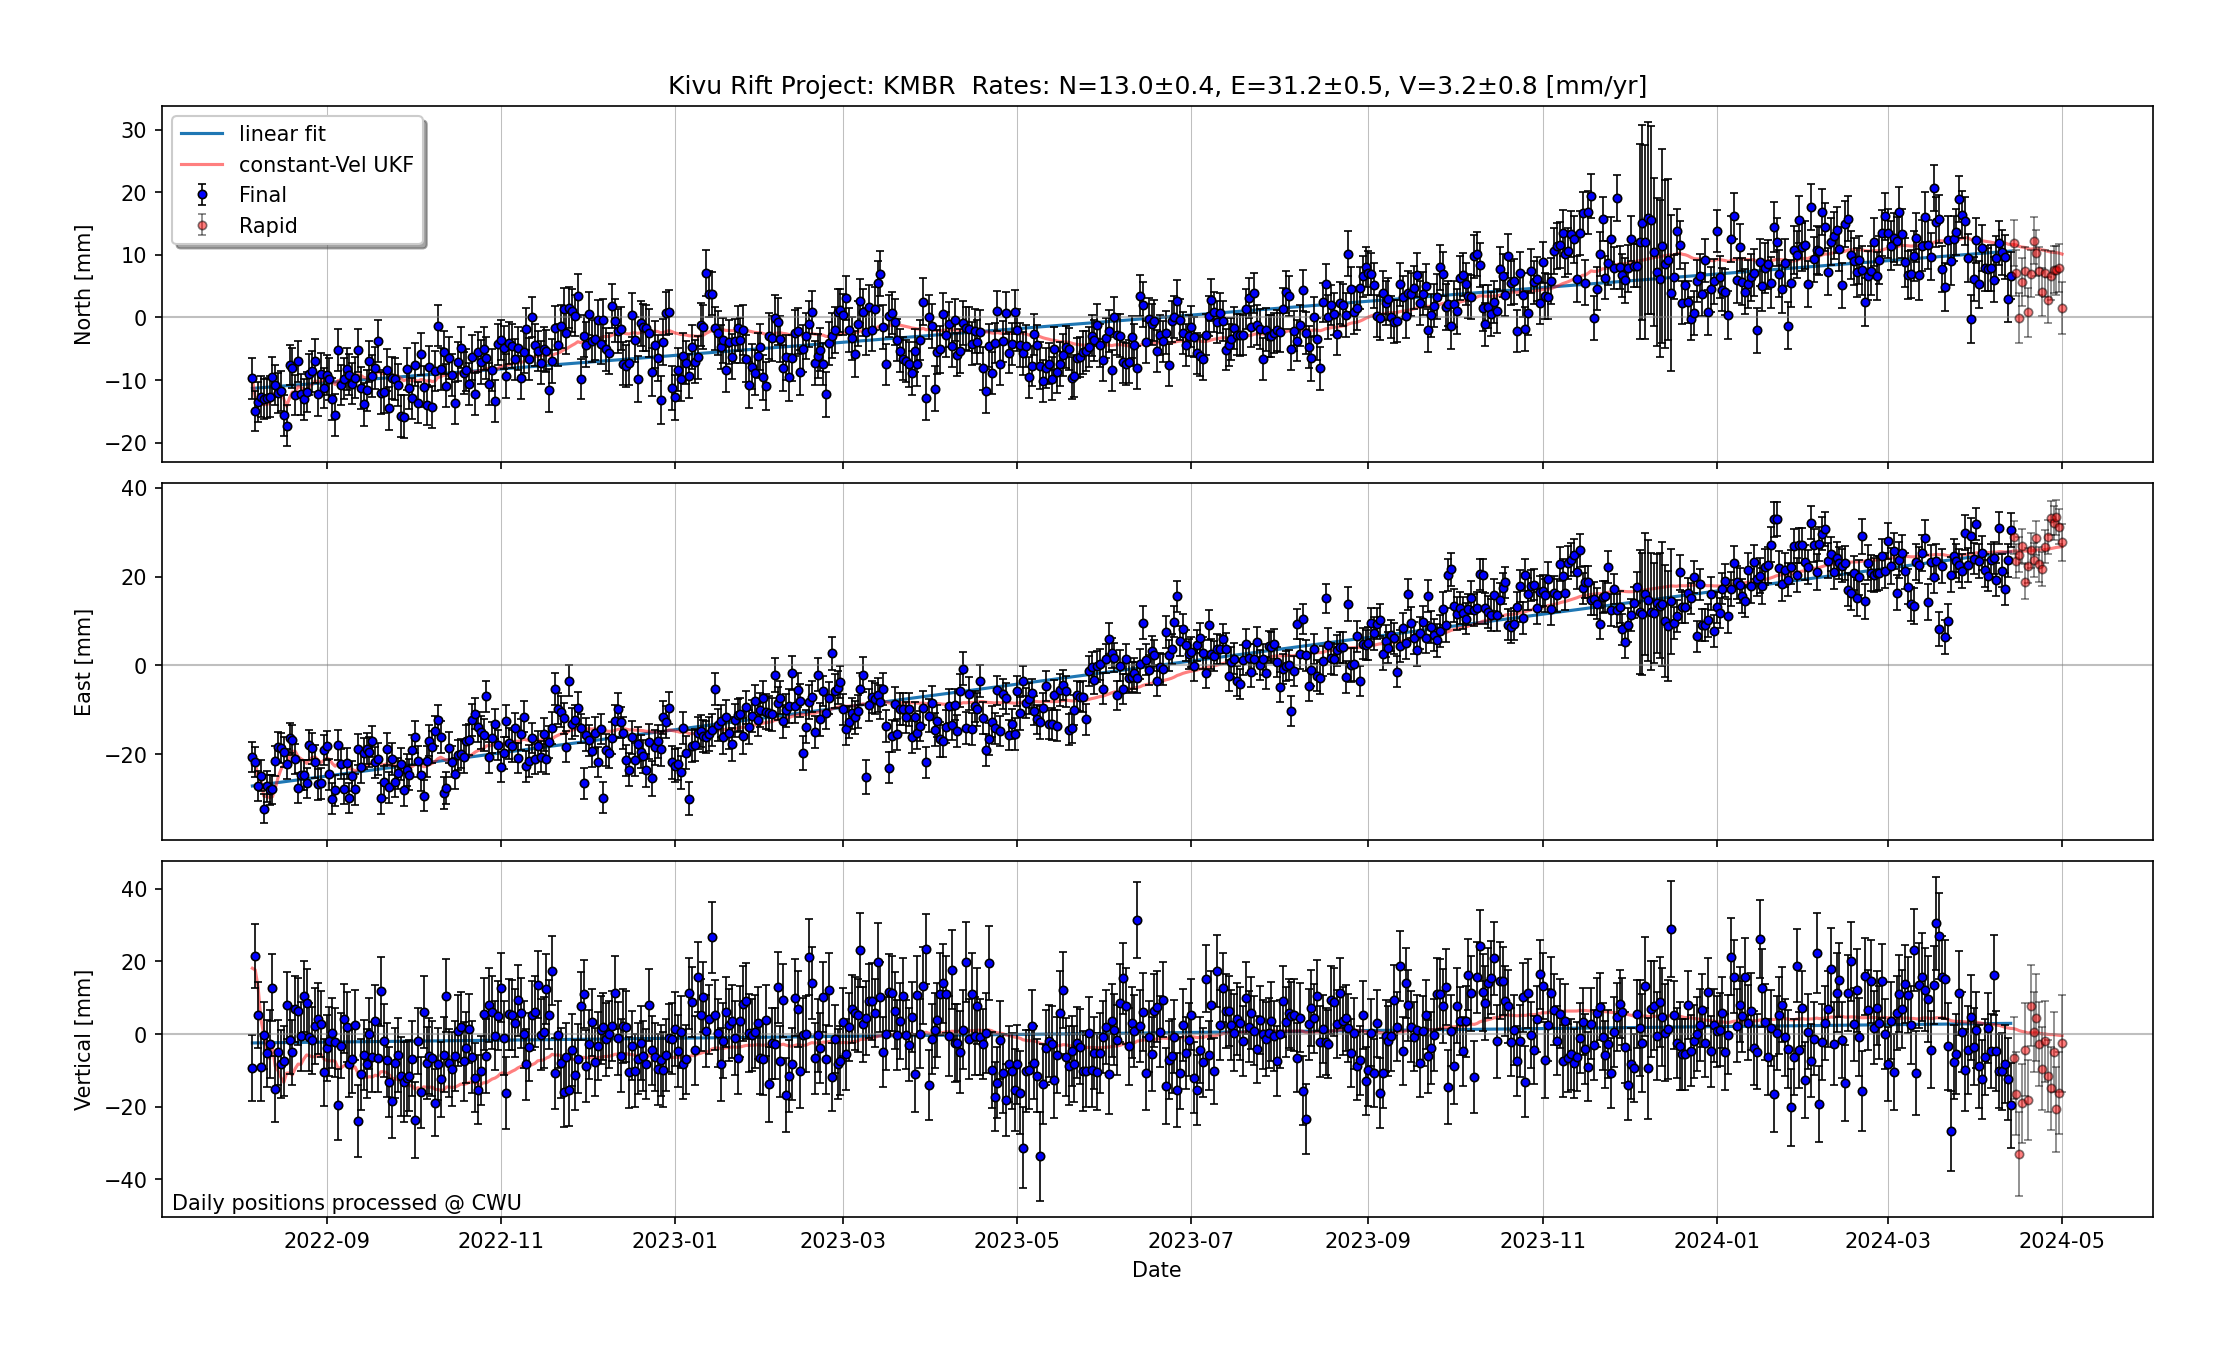 Kivu Rift Project: KMBR  Rates: N=13.0±0.4, E=31.2±0.5, V=3.2±0.8 [mm/yr]
linear fit
constant-Vel UKF
Final
Rapid
North [mm]
30
20
10
0
−10
−20
East [mm]
40
20
0
−20
Vertical [mm]
40
20
0
−20
−40
Daily positions processed @ CWU
2022-09 2022-11 2023-01 2023-03 2023-05 2023-07 2023-09 2023-11 2024-01 2024-03 2024-05
Date